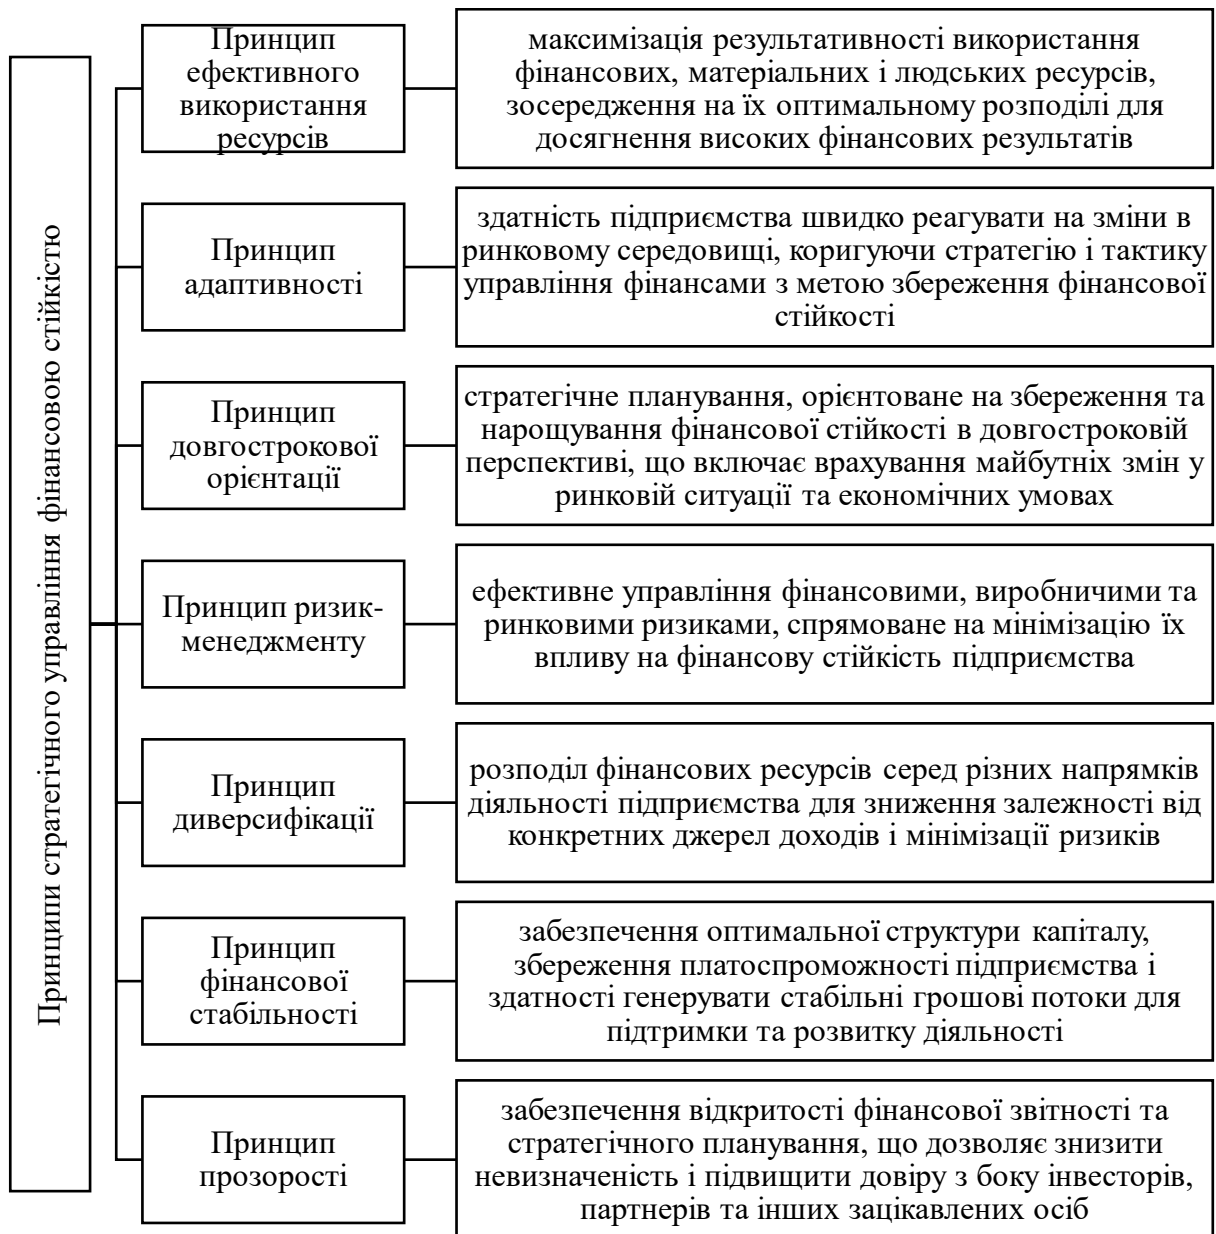 Принципи стратегічного управління фінансовою стійкістю
Принцип
ефективного
використання
ресурсів
максимізація результативності використання
фінансових, матеріальних і людських ресурсів,
зосередження на їх оптимальному розподілі для
досягнення високих фінансових результатів
Принцип
адаптивності
здатність підприємства швидко реагувати на зміни в
ринковому середовищі, коригуючи стратегію і тактику
управління фінансами з метою збереження фінансової
стійкості
Принцип
довгострокової
орієнтації
стратегічне планування, орієнтоване на збереження та
нарощування фінансової стійкості в довгостроковій
перспективі, що включає врахування майбутніх змін у
ринковій ситуації та економічних умовах
Принцип ризик-
менеджменту
ефективне управління фінансовими, виробничими та
ринковими ризиками, спрямоване на мінімізацію їх
впливу на фінансову стійкість підприємства
Принцип
диверсифікації
розподіл фінансових ресурсів серед різних напрямків
діяльності підприємства для зниження залежності від
конкретних джерел доходів і мінімізації ризиків
Принцип
фінансової
стабільності
забезпечення оптимальної структури капіталу,
збереження платоспроможності підприємства і
здатності генерувати стабільні грошові потоки для
підтримки та розвитку діяльності
Принцип
прозорості
забезпечення відкритості фінансової звітності та
стратегічного планування, що дозволяє знизити
невизначеність і підвищити довіру з боку інвесторів,
партнерів та інших зацікавлених осіб